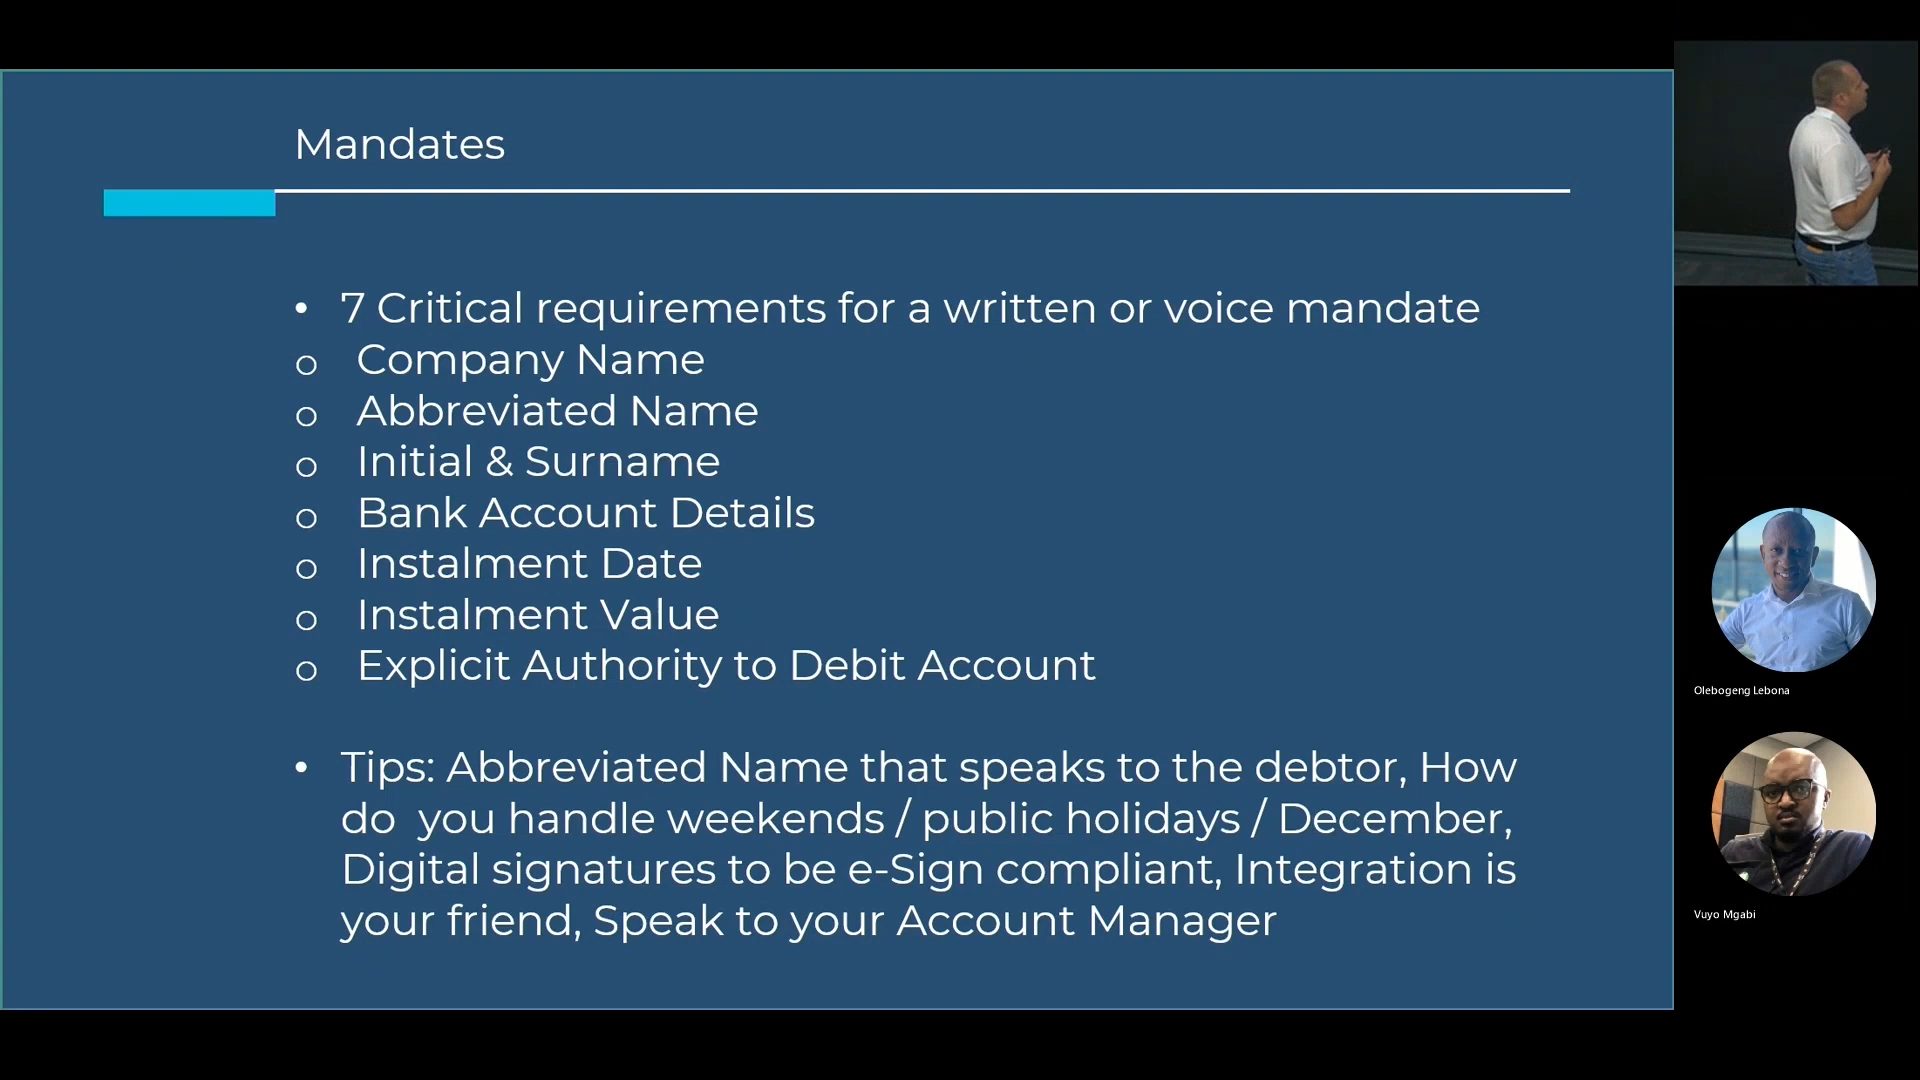 Mandates
• 7 Critical requirements for a written or voice mandate
o Company Name
o Abbreviated Name
o Initial & Surname
o Bank Account Details
o Instalment Date
o Instalment Value
o Explicit Authority to Debit Account
• Tips: Abbreviated Name that speaks to the debtor, How
do  you handle weekends / public holidays / December,
Digital signatures to be e-Sign compliant, Integration is
your friend, Speak to your Account Manager
Olebogeng Lebona
Vuyo Mgabi